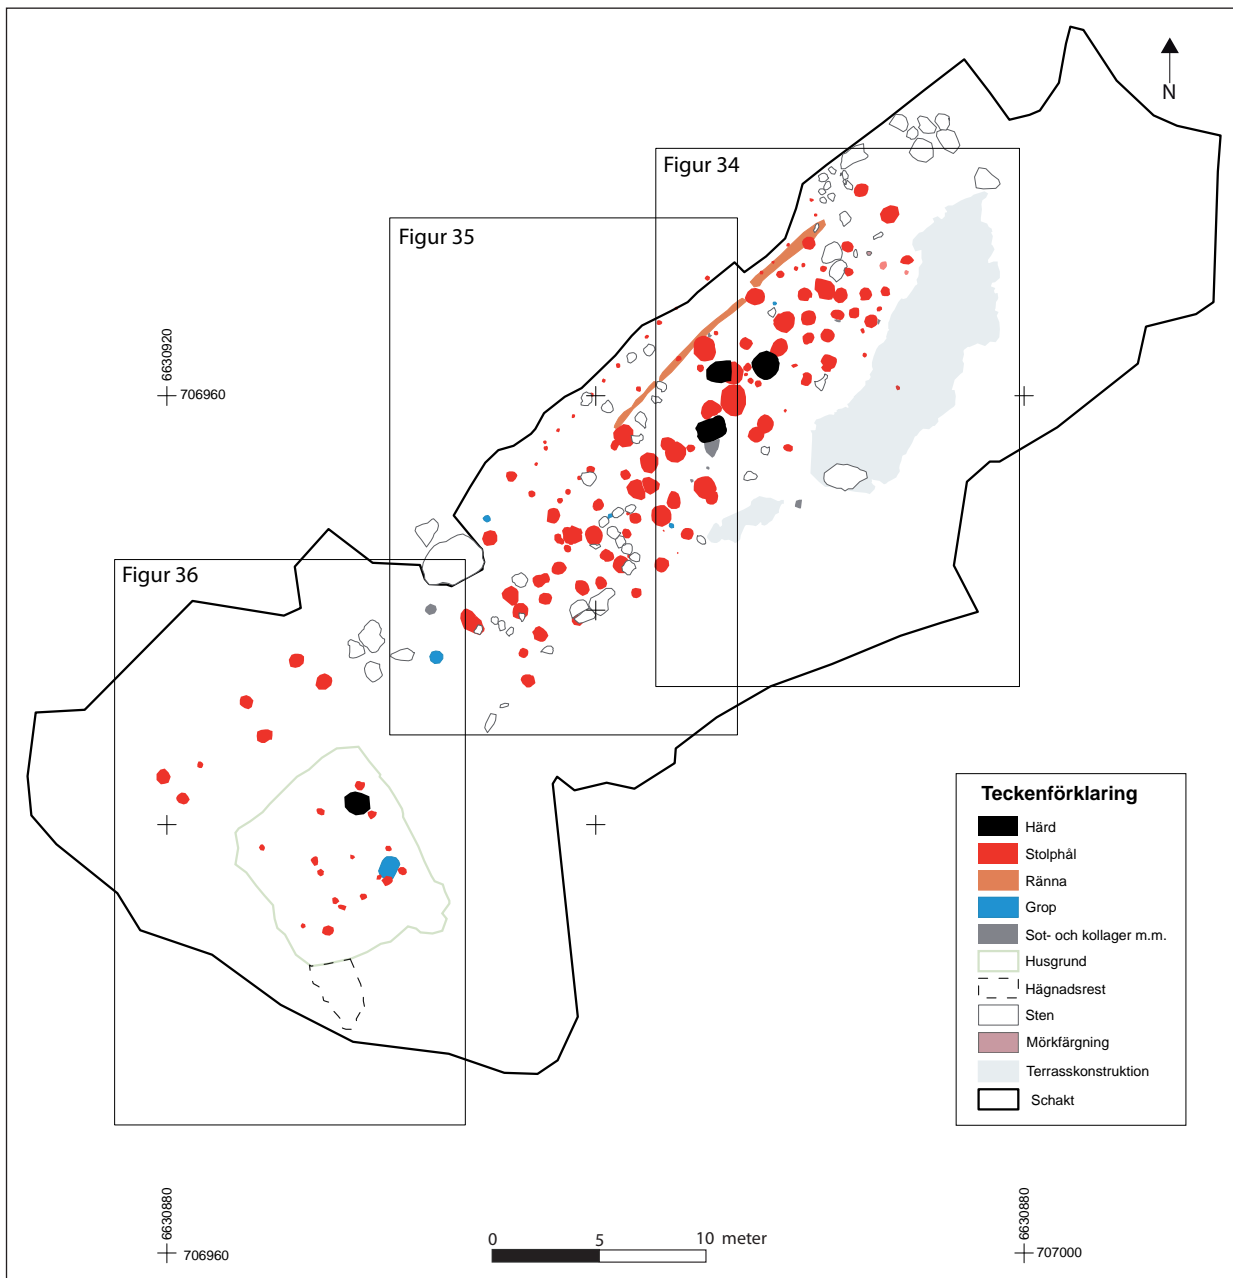 N
Figur 34
Figur 35
6630920
706960
Figur 36
Teckenförklaring
Härd
Stolphål
Ränna
Grop
Sot- och kollager m.m.
Husgrund
Hägnadsrest
Sten
Mörkfärgning
Terrasskonstruktion
Schakt
6630880
706960
0 5 10 meter
6630880
707000